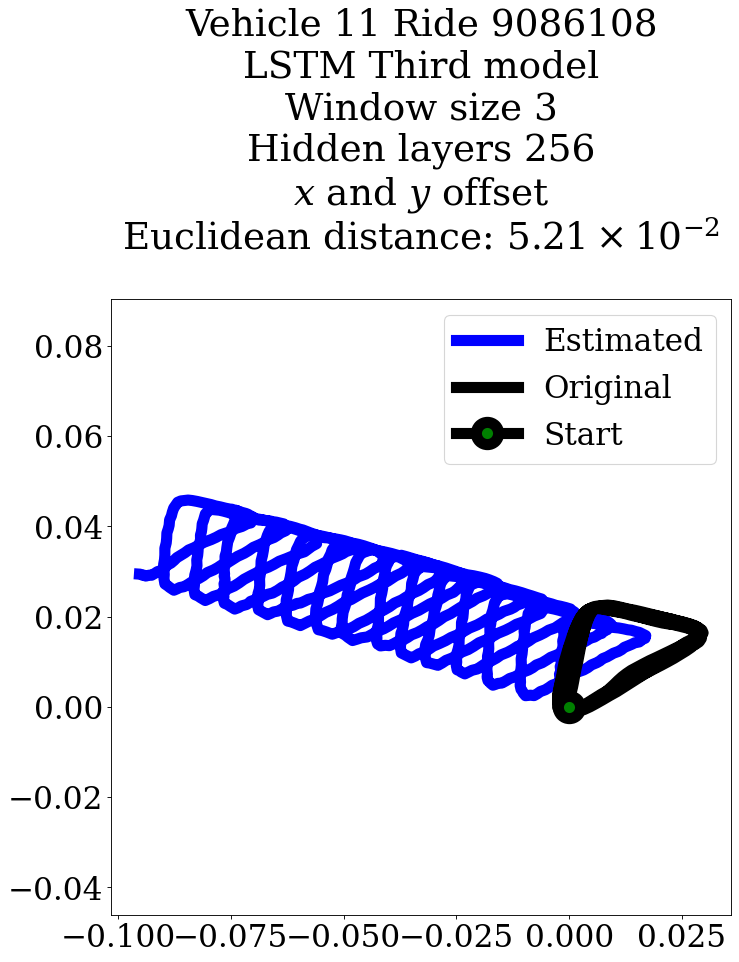 Vehicle 11 Ride 9086108
LSTM Third model
Window size 3
Hidden layers 256
x and y offset
Euclidean distance: 5.21 × 10⁻²
Estimated
Original
Start
0.08
0.06
0.04
0.02
0.00
−0.02
−0.04
−0.100 −0.075 −0.050 −0.025 0.000 0.025